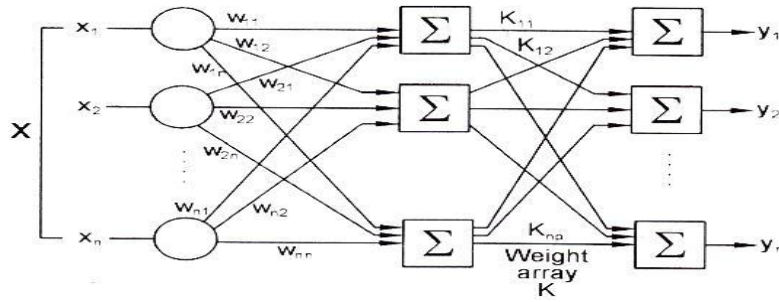 x₁ w₁₁ Σ K₁₁ Σ y₁
w₁₂ K₁₂
w₁ₙ w₂₁
x₂ w₂₂ Σ Σ y₂
X
w₂ₙ
wₙ₁ wₙ₂
xₙ wₙₙ Σ Kₙₚ Σ
Weight
array
K